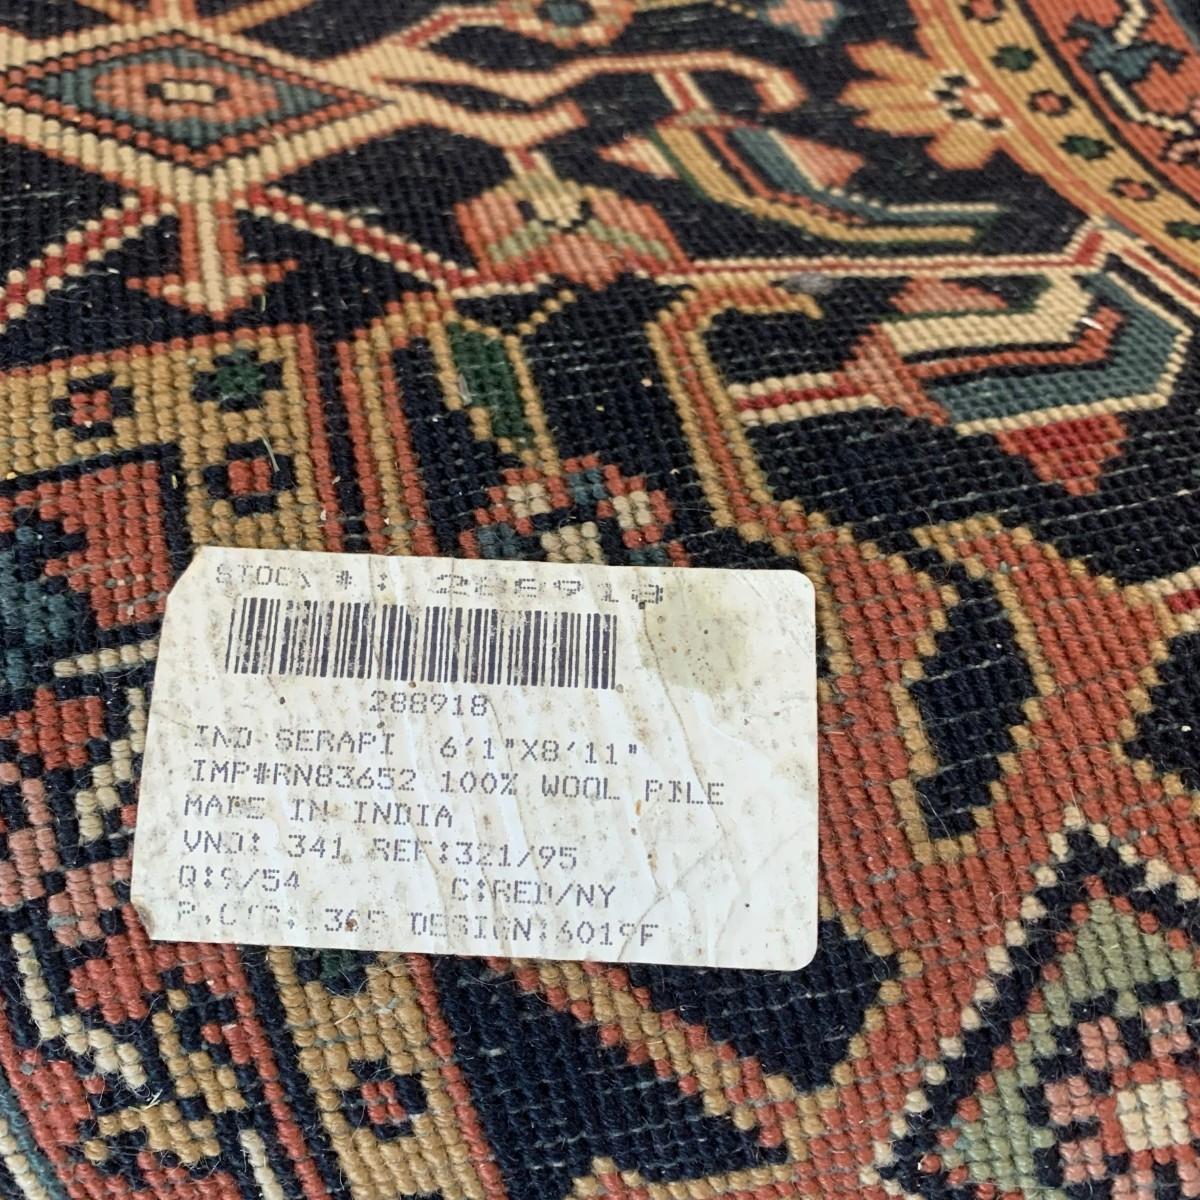 STOCK #: 288918
288918
IND SERAPI 6'1"X8'11"
IMP#RN83652 100% WOOL PILE
MADE IN INDIA
VND: 341 REF:321/95
Q:9/54 C:RED/NY
DESIGN:6019F